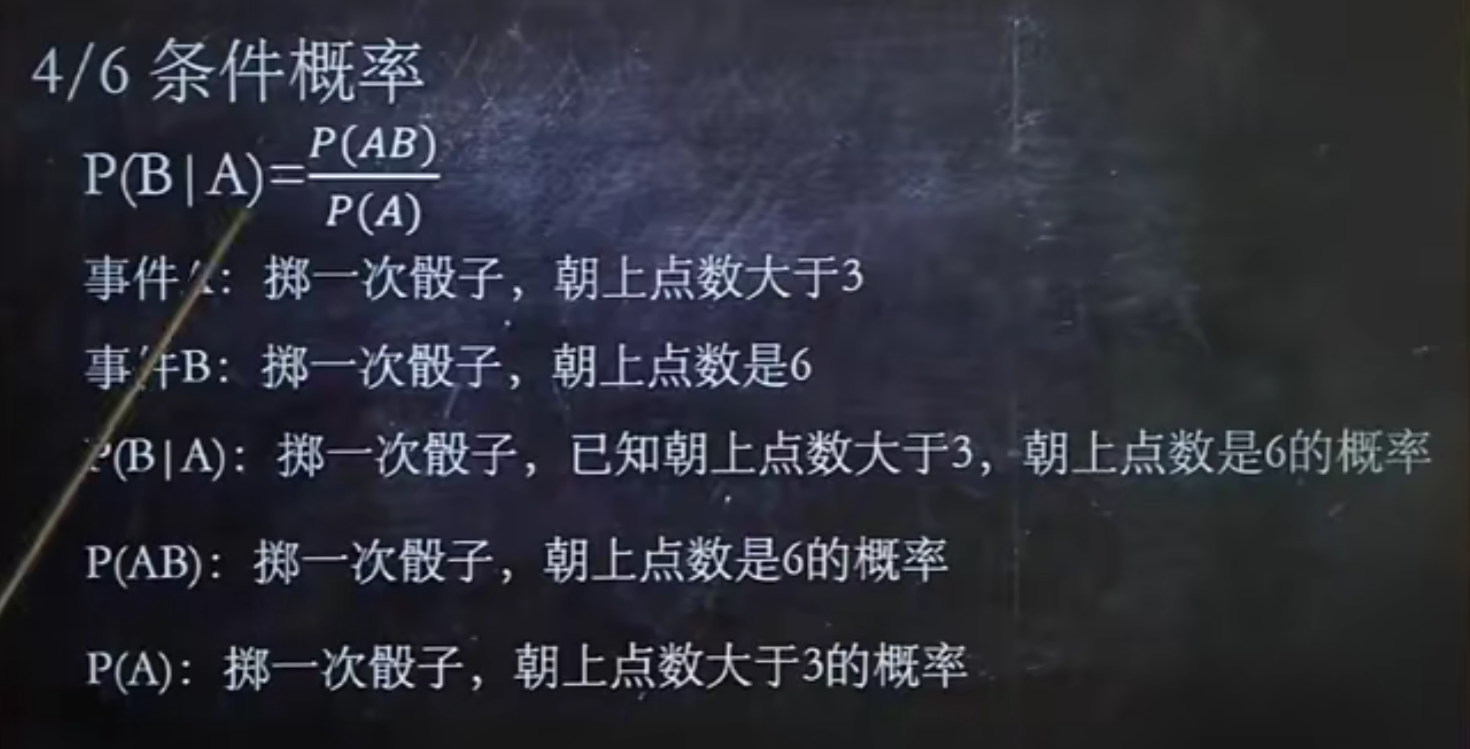 4/6 条件概率
P(B|A)=P(AB)/P(A)
事件A：掷一次骰子，朝上点数大于3
事件B：掷一次骰子，朝上点数是6
P(B|A)：掷一次骰子，已知朝上点数大于3，朝上点数是6的概率
P(AB)：掷一次骰子，朝上点数是6的概率
P(A)：掷一次骰子，朝上点数大于3的概率